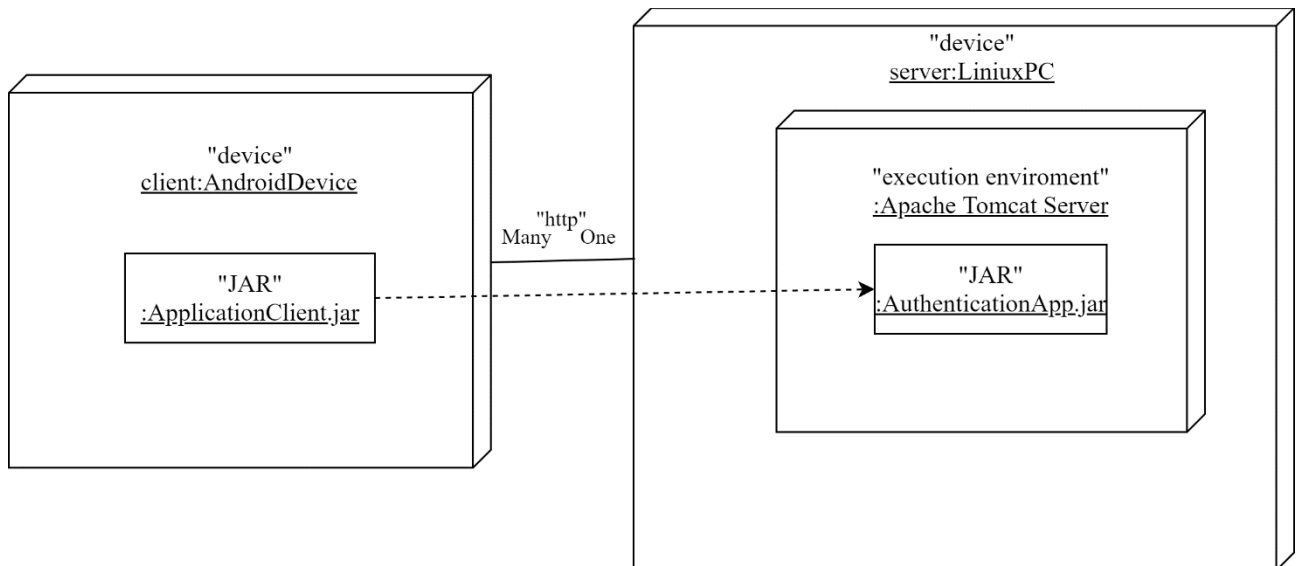 "device"
client:AndroidDevice
"JAR"
:ApplicationClient.jar
"http"
Many One
"device"
server:LiniuxPC
"execution enviroment"
:Apache Tomcat Server
"JAR"
:AuthenticationApp.jar